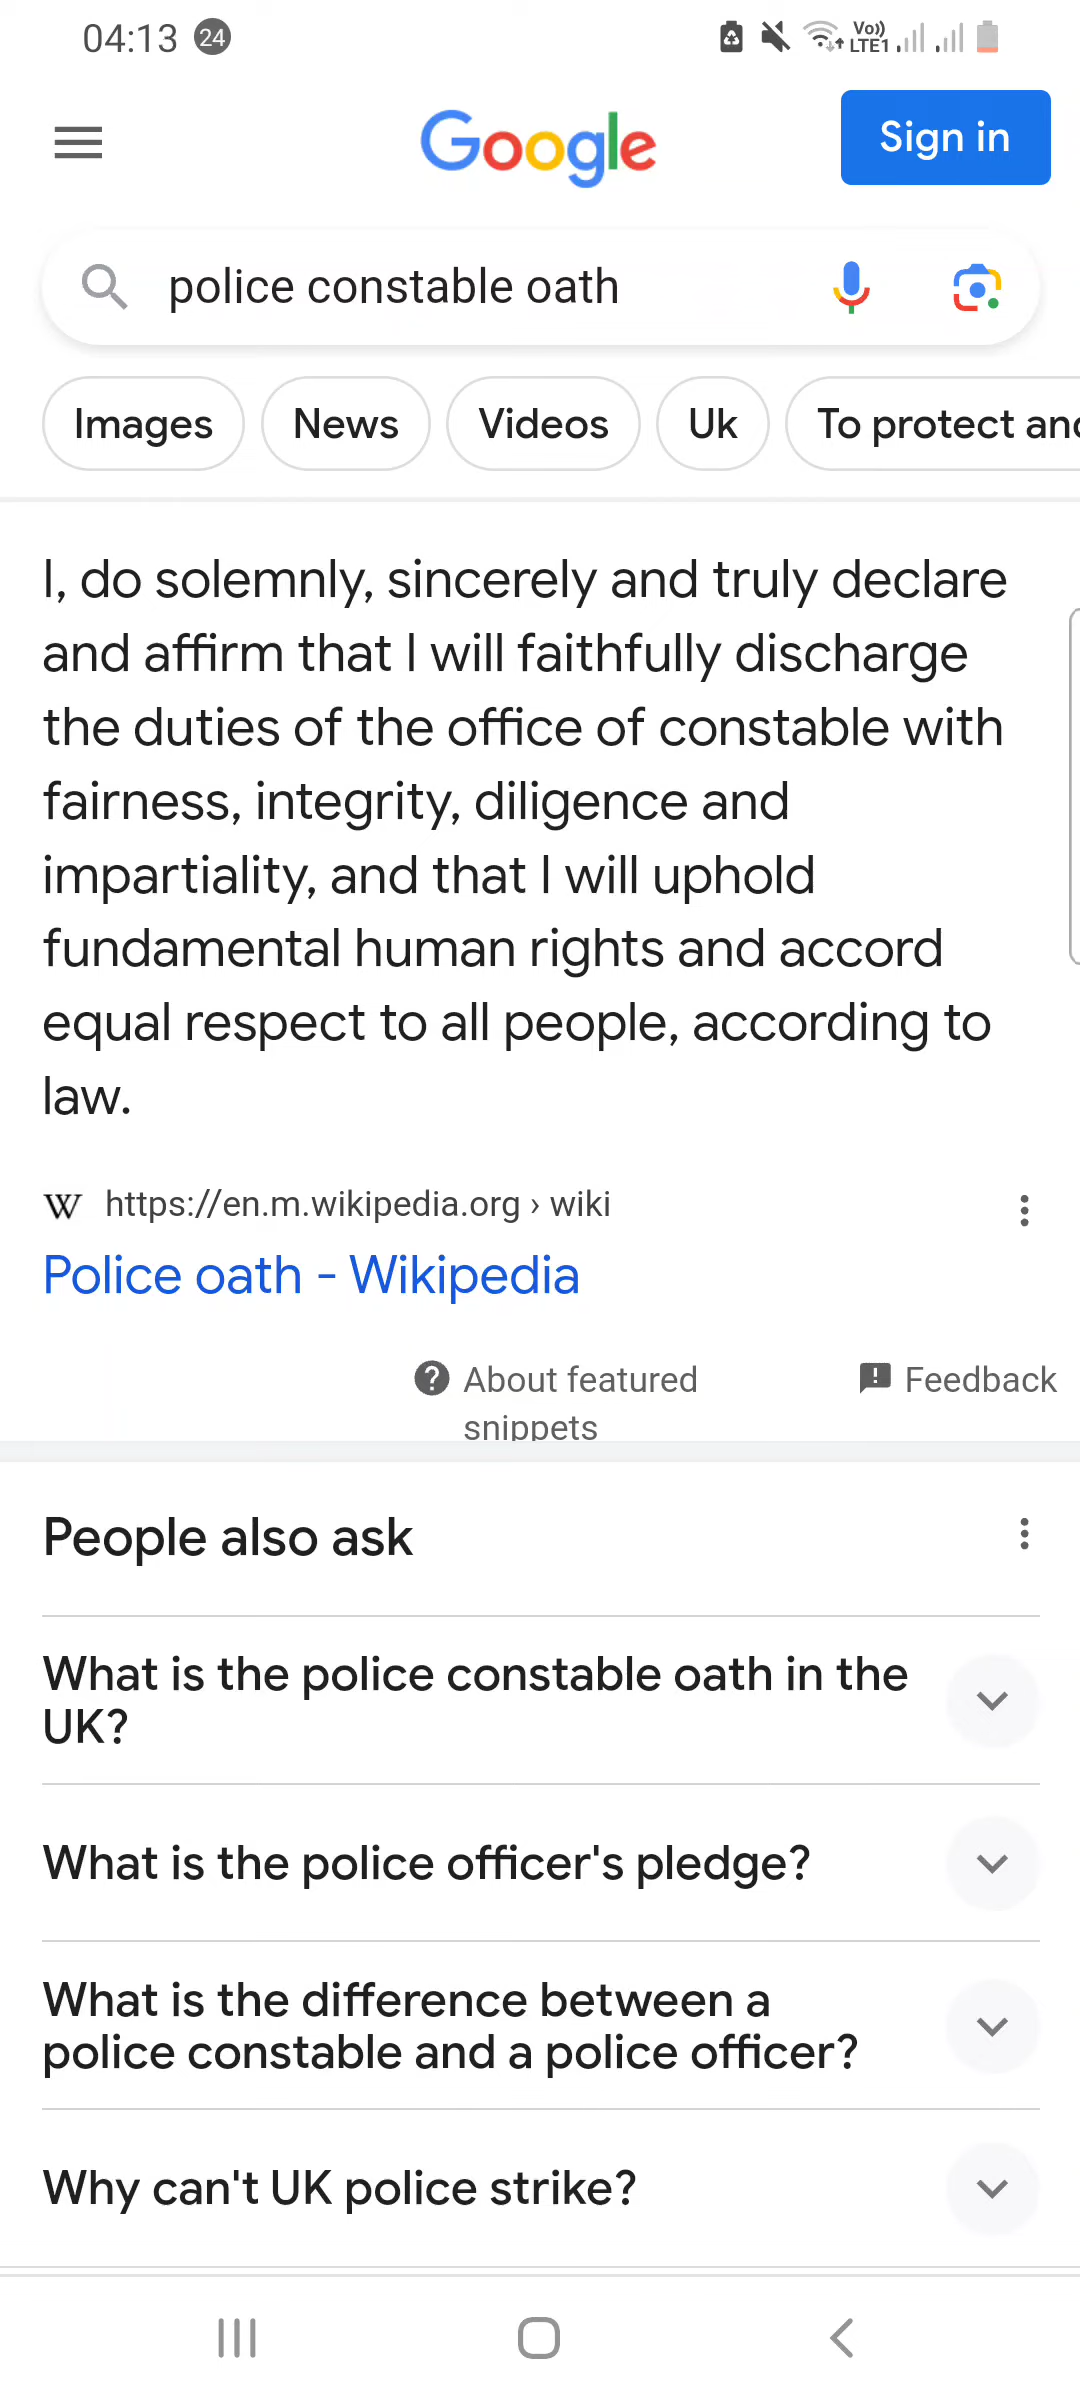 04:13 24 Vo)) LTE1
Google
Sign in
police constable oath
Images News Videos Uk To protect and
I, do solemnly, sincerely and truly declare
and affirm that I will faithfully discharge
the duties of the office of constable with
fairness, integrity, diligence and
impartiality, and that I will uphold
fundamental human rights and accord
equal respect to all people, according to
law.
W https://en.m.wikipedia.org › wiki
Police oath - Wikipedia
About featured
snippets
Feedback
People also ask
What is the police constable oath in the
UK?
What is the police officer's pledge?
What is the difference between a
police constable and a police officer?
Why can't UK police strike?